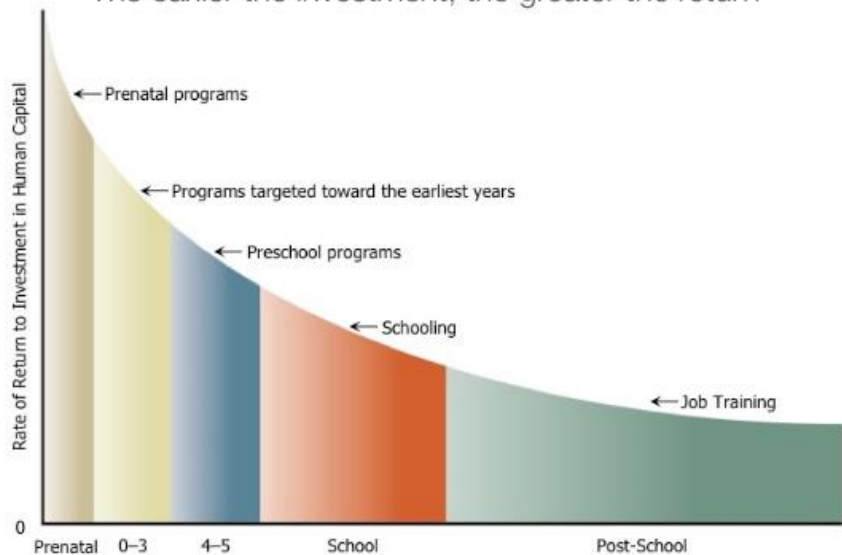 The earlier the investment, the greater the return
Rate of Return to Investment in Human Capital
Prenatal programs
Programs targeted toward the earliest years
Preschool programs
Schooling
Job Training
0
Prenatal
0–3
4–5
School
Post-School